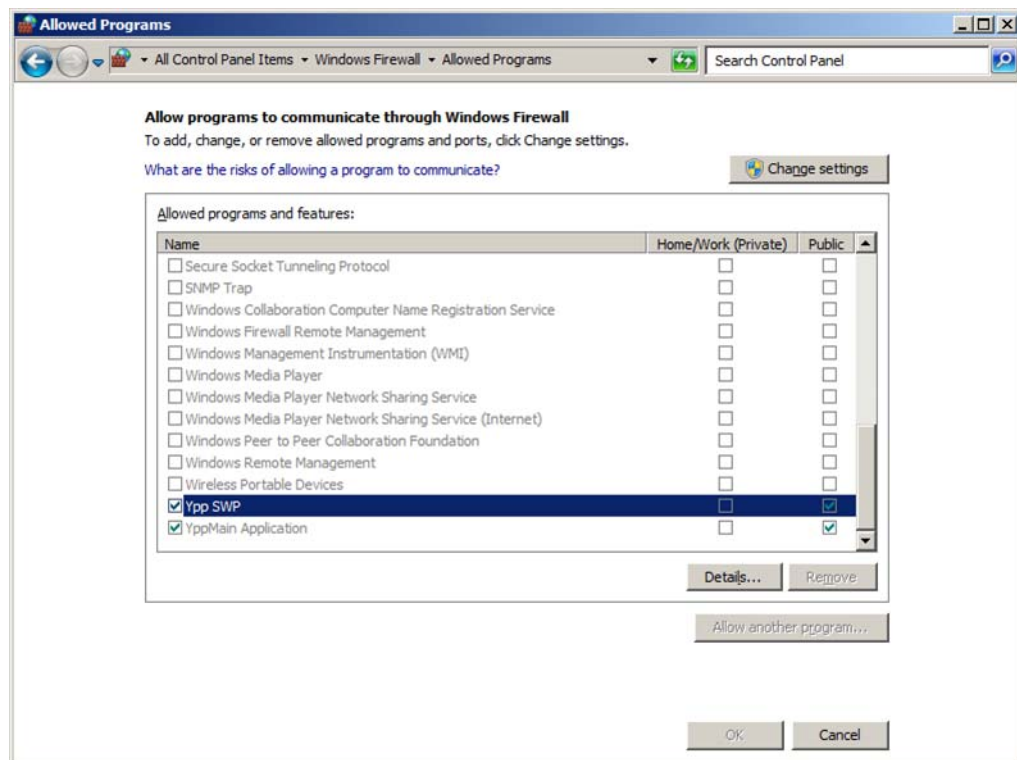 Allowed Programs
All Control Panel Items Windows Firewall Allowed Programs Search Control Panel
Allow programs to communicate through Windows Firewall
To add, change, or remove allowed programs and ports, click Change settings.
What are the risks of allowing a program to communicate? Change settings
Allowed programs and features:
Name Home/Work (Private) Public
Secure Socket Tunneling Protocol
SNMP Trap
Windows Collaboration Computer Name Registration Service
Windows Firewall Remote Management
Windows Management Instrumentation (WMI)
Windows Media Player
Windows Media Player Network Sharing Service
Windows Media Player Network Sharing Service (Internet)
Windows Peer to Peer Collaboration Foundation
Windows Remote Management
Wireless Portable Devices
Ypp SWP
YppMain Application
Details... Remove
Allow another program...
OK Cancel